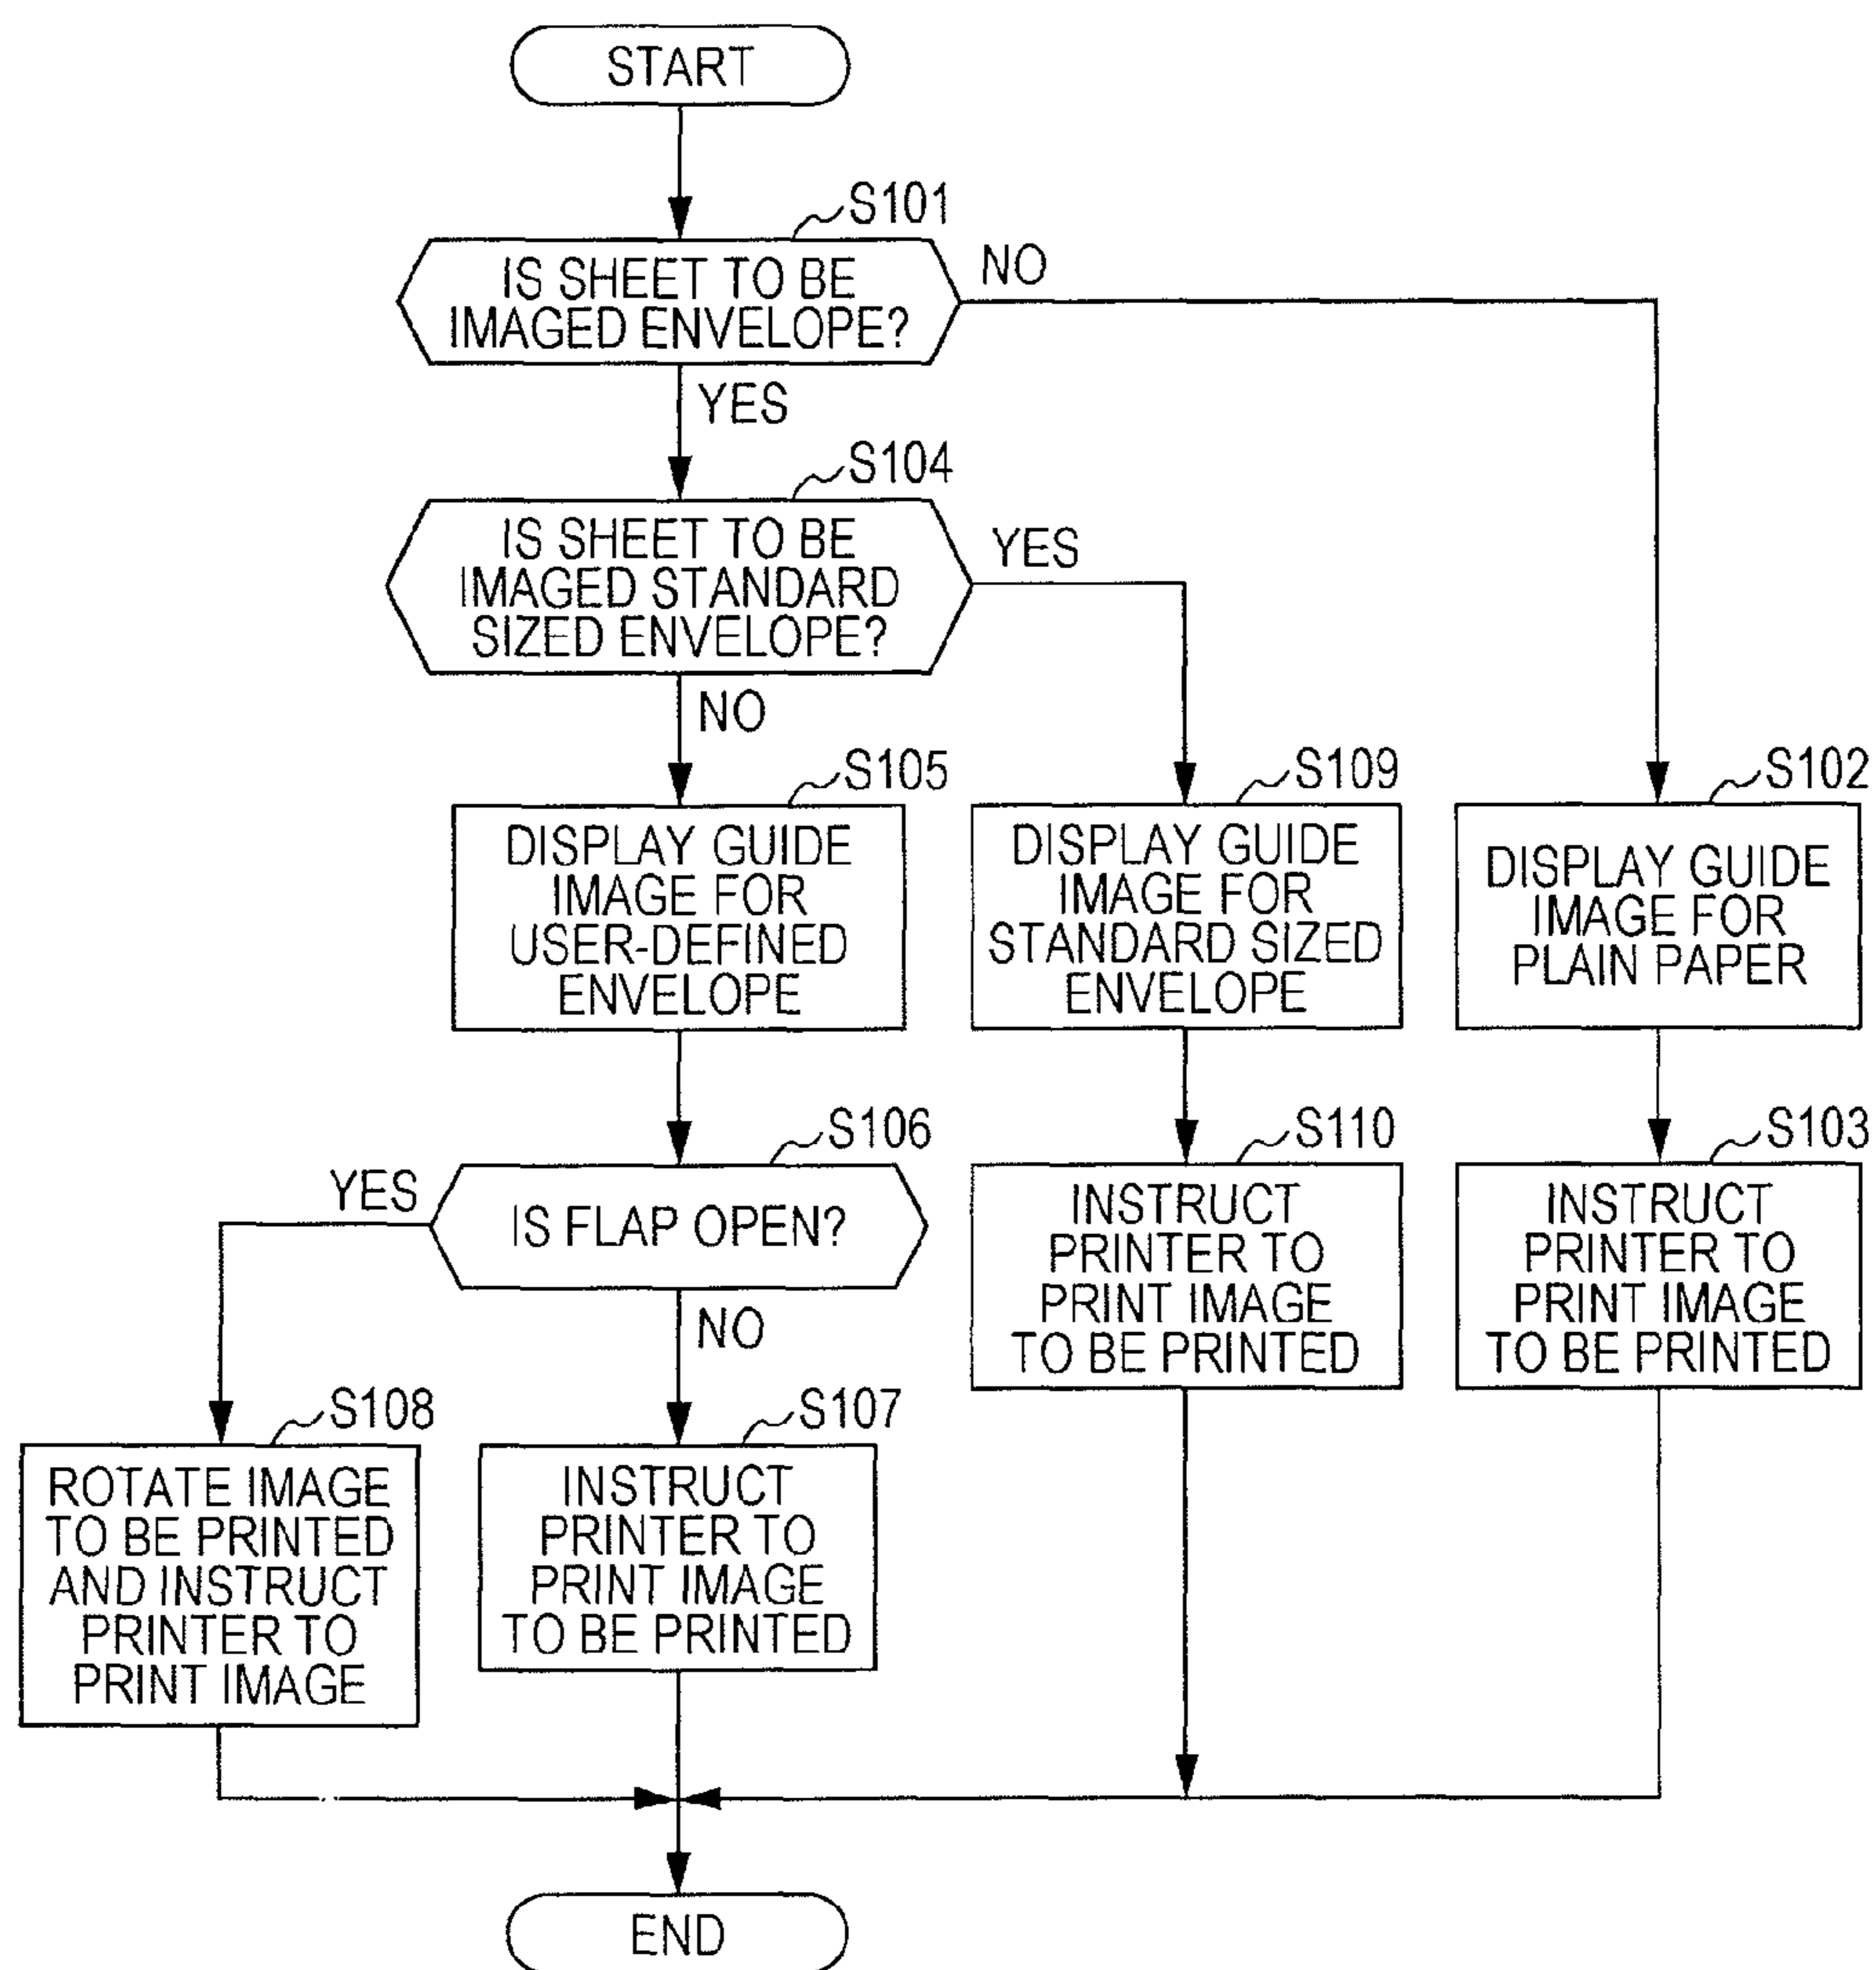 START
S101
IS SHEET TO BE
IMAGED ENVELOPE?
NO
YES
S104
IS SHEET TO BE
IMAGED STANDARD
SIZED ENVELOPE?
YES
NO
S105
DISPLAY GUIDE
IMAGE FOR
USER-DEFINED
ENVELOPE
S109
DISPLAY GUIDE
IMAGE FOR
STANDARD SIZED
ENVELOPE
S102
DISPLAY GUIDE
IMAGE FOR
PLAIN PAPER
S106
YES
IS FLAP OPEN?
NO
S110
INSTRUCT
PRINTER TO
PRINT IMAGE
TO BE PRINTED
S103
INSTRUCT
PRINTER TO
PRINT IMAGE
TO BE PRINTED
S108
ROTATE IMAGE
TO BE PRINTED
AND INSTRUCT
PRINTER TO
PRINT IMAGE
S107
INSTRUCT
PRINTER TO
PRINT IMAGE
TO BE PRINTED
END